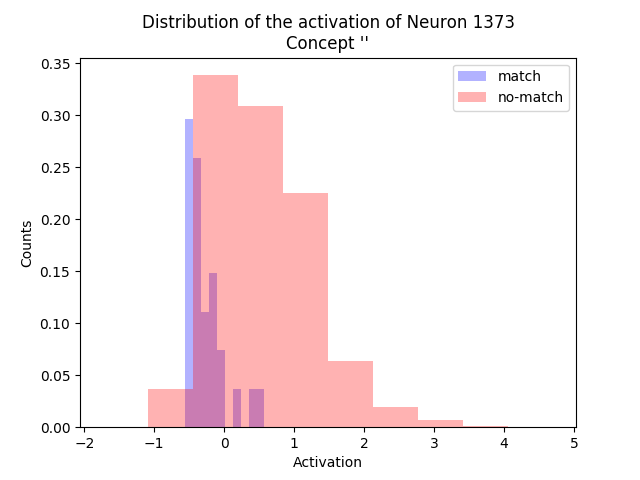 Distribution of the activation of Neuron 1373
Concept ''
match
no-match
0.35
0.30
0.25
0.20
0.15
0.10
0.05
0.00
Counts
−2
−1
0
1
2
3
4
5
Activation